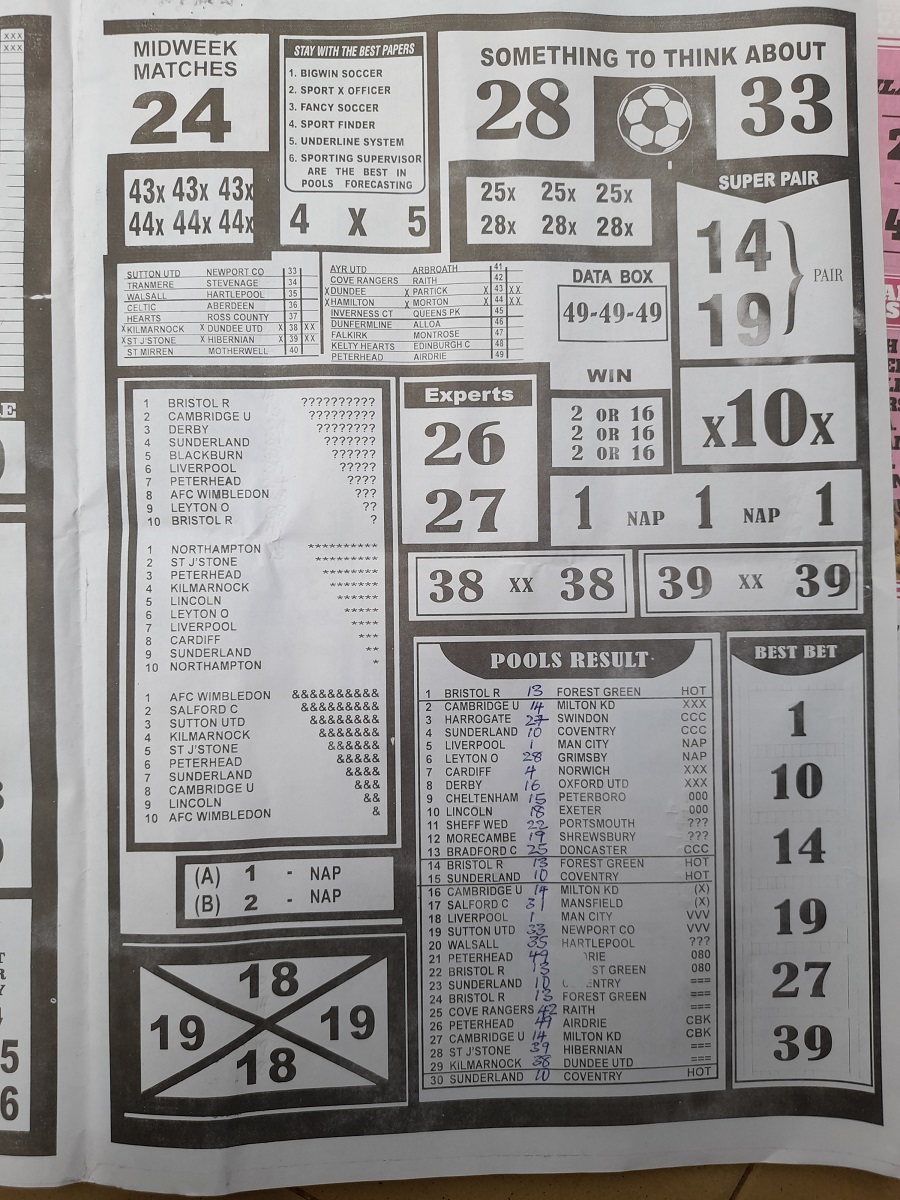 MIDWEEK
MATCHES
24
43x 43x 43x
44x 44x 44x
STAY WITH THE BEST PAPERS
1. BIGWIN SOCCER
2. SPORT X OFFICER
3. FANCY SOCCER
4. SPORT FINDER
5. UNDERLINE SYSTEM
6. SPORTING SUPERVISOR
ARE THE BEST IN
POOLS FORECASTING
4 X 5
SOMETHING TO THINK ABOUT
28 33
25x 25x 25x
28x 28x 28x
SUPER PAIR
14
19
PAIR
SUTTON UTD NEWPORT CO 33
TRANMERE STEVENAGE 34
WALSALL HARTLEPOOL 35
CELTIC ABERDEEN 36
HEARTS ROSS COUNTY 37
X KILMARNOCK X DUNDEE UTD X 38 XX
X ST J'STONE X HIBERNIAN X 39 XX
ST MIRREN MOTHERWELL 40
AYR UTD ARBROATH 41
COVE RANGERS RAITH 42
X DUNDEE X PARTICK X 43 XX
X HAMILTON X MORTON X 44 XX
INVERNESS CT QUEENS PK 45
DUNFERMLINE ALLOA 46
FALKIRK MONTROSE 47
KELTY HEARTS EDINBURGH C 48
PETERHEAD AIRDRIE 49
DATA BOX
49-49-49
WIN
2 OR 16
2 OR 16
2 OR 16
x10x
1 BRISTOL R ??????????
2 CAMBRIDGE U ?????????
3 DERBY ????????
4 SUNDERLAND ???????
5 BLACKBURN ??????
6 LIVERPOOL ?????
7 PETERHEAD ????
8 AFC WIMBLEDON ???
9 LEYTON O ??
10 BRISTOL R ?
1 NORTHAMPTON **********
2 ST J'STONE *********
3 PETERHEAD ********
4 KILMARNOCK *******
5 LINCOLN ******
6 LEYTON O *****
7 LIVERPOOL ****
8 CARDIFF ***
9 SUNDERLAND **
10 NORTHAMPTON *
1 AFC WIMBLEDON &&&&&&&&&&
2 SALFORD C &&&&&&&&&
3 SUTTON UTD &&&&&&&&
4 KILMARNOCK &&&&&&&
5 ST J'STONE &&&&&&
6 PETERHEAD &&&&&
7 SUNDERLAND &&&&
8 CAMBRIDGE U &&&
9 LINCOLN &&
10 AFC WIMBLEDON &
Experts
26
27
1 NAP 1 NAP 1
38 xx 38
39 xx 39
(A) 1 - NAP
(B) 2 - NAP
18
19 19
18
POOLS RESULT
1 BRISTOL R 13 FOREST GREEN HOT
2 CAMBRIDGE U 14 MILTON KD XXX
3 HARROGATE 27 SWINDON CCC
4 SUNDERLAND 10 COVENTRY CCC
5 LIVERPOOL 1 MAN CITY NAP
6 LEYTON O 28 GRIMSBY NAP
7 CARDIFF 4 NORWICH XXX
8 DERBY 16 OXFORD UTD XXX
9 CHELTENHAM 15 PETERBORO 000
10 LINCOLN 18 EXETER 000
11 SHEFF WED 22 PORTSMOUTH ???
12 MORECAMBE 19 SHREWSBURY ???
13 BRADFORD C 25 DONCASTER CCC
14 BRISTOL R 13 FOREST GREEN HOT
15 SUNDERLAND 10 COVENTRY HOT
16 CAMBRIDGE U 14 MILTON KD (X)
17 SALFORD C 31 MANSFIELD (X)
18 LIVERPOOL 1 MAN CITY VVV
19 SUTTON UTD 33 NEWPORT CO VVV
20 WALSALL 35 HARTLEPOOL ???
21 PETERHEAD 49 RIE 080
22 BRISTOL R 13 ST GREEN 080
23 SUNDERLAND 10 ENTRY ===
24 BRISTOL R 13 FOREST GREEN ===
25 COVE RANGERS 42 RAITH ===
26 PETERHEAD 49 AIRDRIE CBK
27 CAMBRIDGE U 14 MILTON KD CBK
28 ST J'STONE 39 HIBERNIAN ===
29 KILMARNOCK 38 DUNDEE UTD ===
30 SUNDERLAND 10 COVENTRY HOT
BEST BET
1
10
14
19
27
39